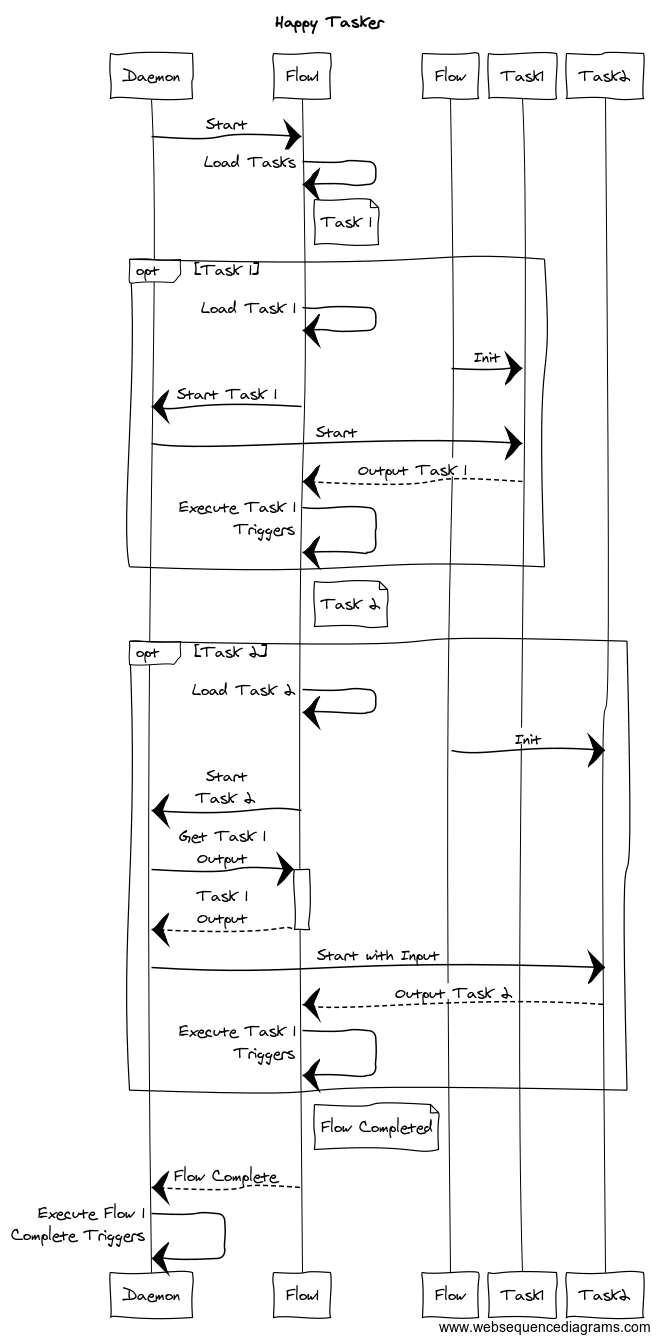 Happy Tasker
Daemon Flow1 Flow Task1 Task2
Start
Load Tasks
Task 1
opt [Task 1]
Load Task 1
Init
Start Task 1
Start
Output Task 1
Execute Task 1
Triggers
Task 2
opt [Task 2]
Load Task 2
Init
Start
Task 2
Get Task 1
Output
Task 1
Output
Start with Input
Output Task 2
Execute Task 1
Triggers
Flow Completed
Flow Complete
Execute Flow 1
Complete Triggers
Daemon Flow1 Flow Task1 Task2
www.websequencediagrams.com